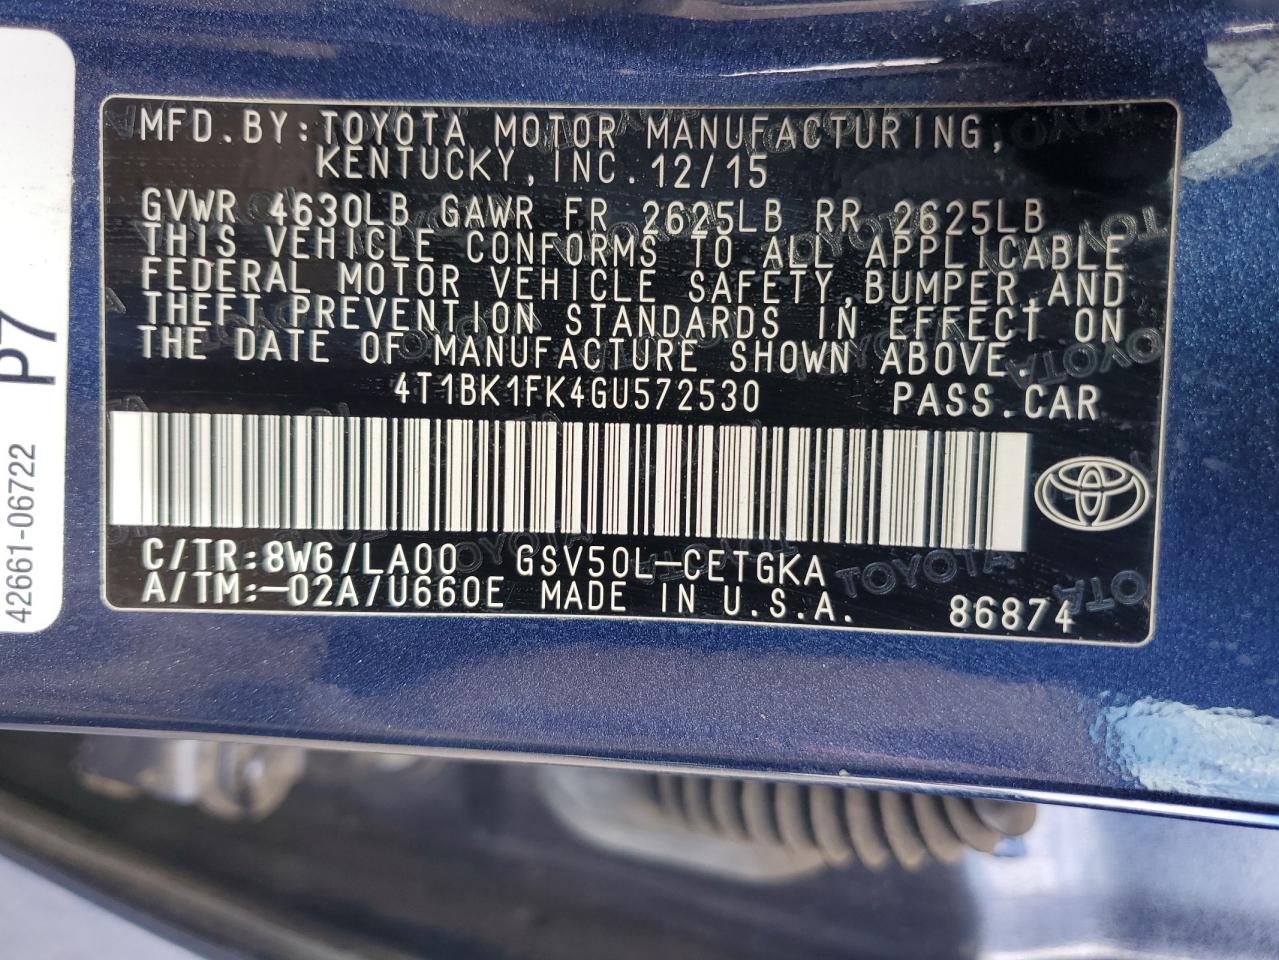 MFD.BY:TOYOTA MOTOR MANUFACTURING,
KENTUCKY, INC. 12/15
GVWR 4630LB GAWR FR 2625LB RR 2625LB
THIS VEHICLE CONFORMS TO ALL APPLICABLE
FEDERAL MOTOR VEHICLE SAFETY, BUMPER, AND
THEFT PREVENTION STANDARDS IN EFFECT ON
THE DATE OF MANUFACTURE SHOWN ABOVE.
4T1BK1FK4GU572530 PASS.CAR
C/TR:8W6/LA00 GSV50L-CETGKA
A/TM:-02A/U660E MADE IN U.S.A. 86874
TOYOTA
P7
42661-06722